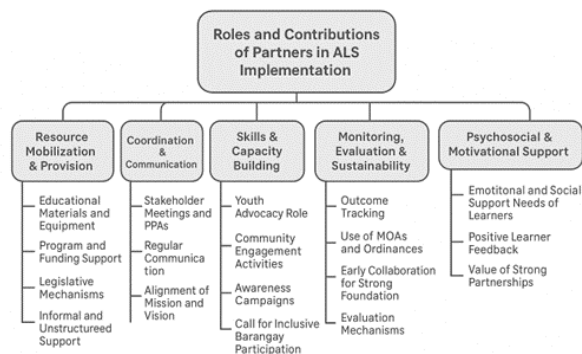 Roles and Contributions
of Partners in ALS
Implementation
Resource
Mobilization
& Provision
Educational
Materials and
Equipment
Program and
Funding Support
Legislative
Mechanisms
Informal and
Unstructureed
Support
Coordination
&
Communication
Stakeholder
Meetings and
PPAs
Regular
Communica
tion
Alignment of
Mission and
Vision
Skills &
Capacity
Building
Youth
Advocacy Role
Community
Engagement
Activities
Awareness
Campaigns
Call for Inclusive
Barangay
Participation
Monitoring,
Evaluation &
Sustainability
Outcome
Tracking
Use of MOAs
and Ordinances
Early Collaboration
for Strong
Foundation
Evaluation
Mechanisms
Psychosocial &
Motivational Support
Emotitonal and Social
Support Needs of
Learners
Positive Learner
Feedback
Value of Strong
Partnerships